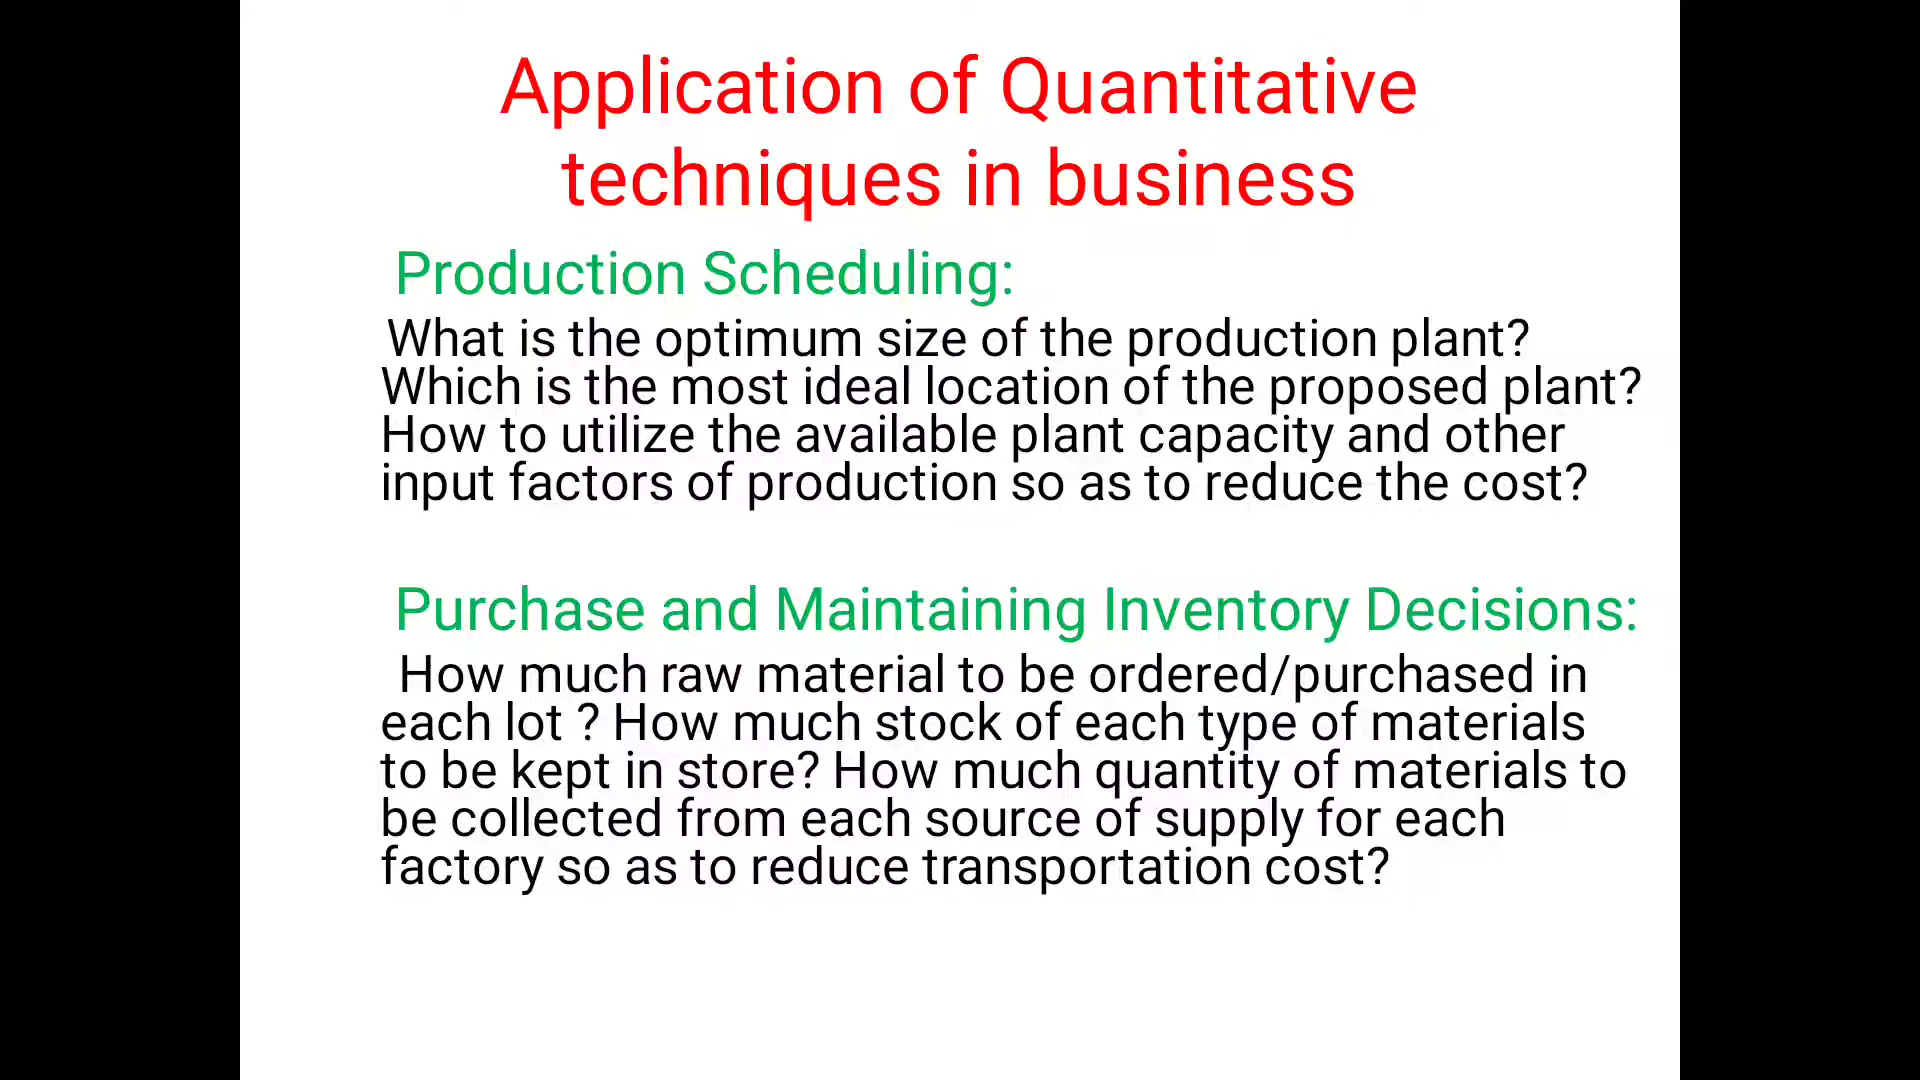 Application of Quantitative
techniques in business
Production Scheduling:
What is the optimum size of the production plant?
Which is the most ideal location of the proposed plant?
How to utilize the available plant capacity and other
input factors of production so as to reduce the cost?
Purchase and Maintaining Inventory Decisions:
How much raw material to be ordered/purchased in
each lot ? How much stock of each type of materials
to be kept in store? How much quantity of materials to
be collected from each source of supply for each
factory so as to reduce transportation cost?